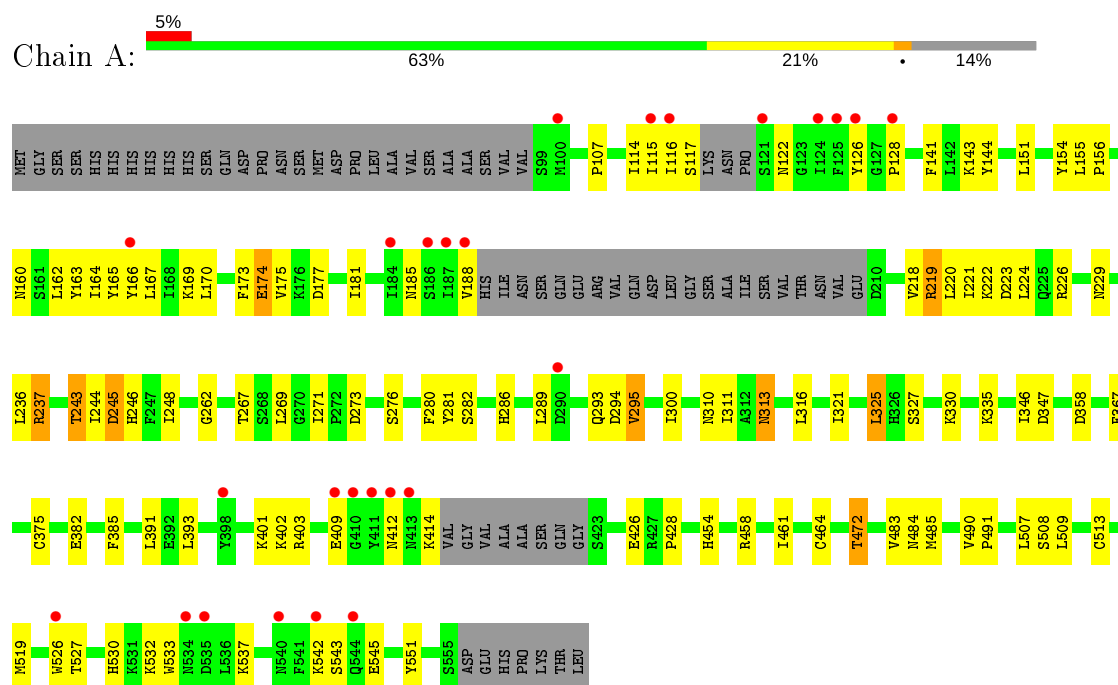 5%
Chain A:
63% 21% • 14%
MET GLY SER SER HIS HIS HIS HIS HIS HIS SER GLN ASP PRO ASN SER MET ASP PRO LEU ALA VAL SER ALA ALA SER VAL VAL S99 M100 P107 I114 I115 I116 S117 LYS ASN PRO S121 N122 G123 I124 F125 Y126 G127 P128 F141 L142 K143 Y144 L151 Y154 L155 P156
N160 S161 L162 Y163 I164 Y165 Y166 L167 I168 K169 L170 F173 E174 V175 K176 D177 I181 I184 N185 S186 I187 V188 HIS ILE ASN SER GLN GLU ARG VAL GLN ASP LEU GLY SER ALA ILE SER VAL THR ASN VAL GLU D210 V218 R219 L220 I221 K222 D223 L224 Q225 R226 N229
L236 R237 T243 I244 D245 H246 F247 I248 G262 T267 S268 L269 G270 I271 P272 D273 S276 F280 Y281 S282 H286 L289 D290 Q293 D294 V295 I300 N310 I311 A312 N313 L316 I321 L325 H326 S327 K330 K335 I346 D347 D358 F367
C375 E382 F385 L391 E392 L393 Y398 K401 K402 R403 E409 G410 Y411 N412 N413 K414 VAL GLY VAL ALA ALA SER GLN GLY S423 E426 R427 P428 H454 R458 I461 C464 T472 V483 N484 M485 V490 P491 L507 S508 L509 C513
M519 W526 T527 H530 K531 K532 W533 N534 D535 L536 K537 N540 F541 K542 S543 Q544 E545 Y551 S555 ASP GLU HIS PRO LYS THR LEU